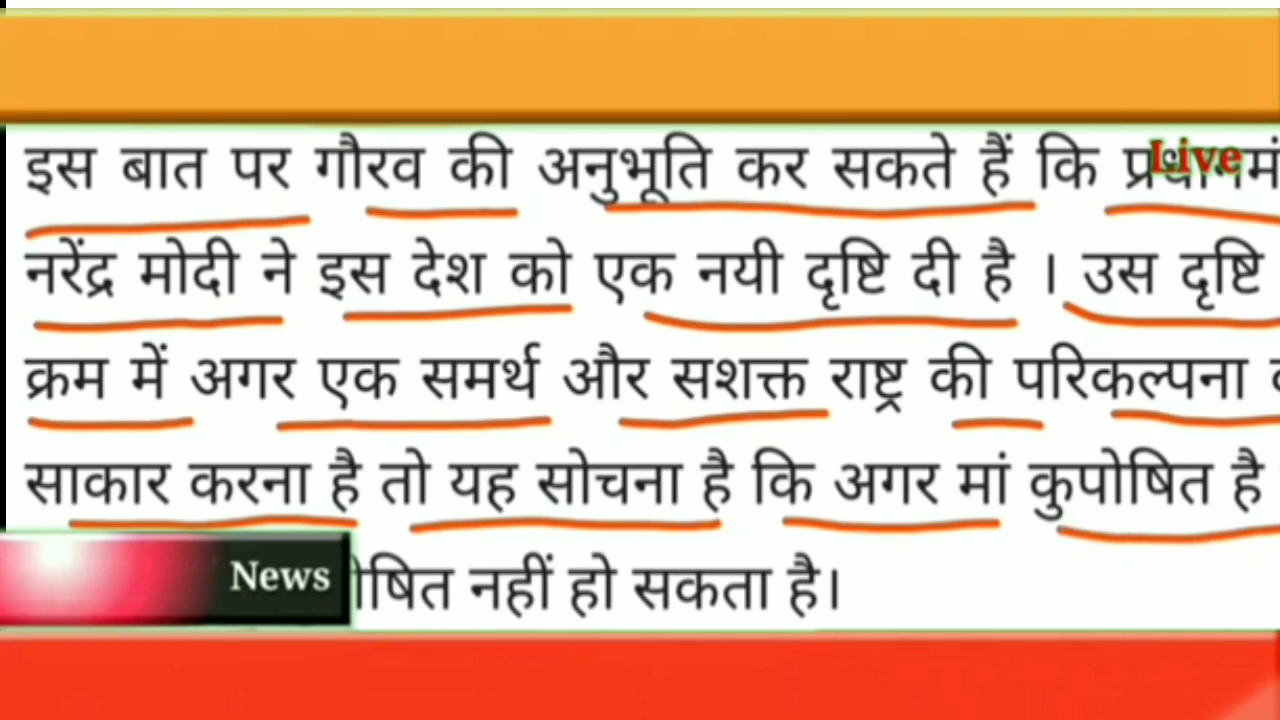 इस बात पर गौरव की अनुभूति कर सकते हैं कि
Live
नरेंद्र मोदी ने इस देश को एक नयी दृष्टि दी है । उस दृष्टि
क्रम में अगर एक समर्थ और सशक्त राष्ट्र की परिकल्पना
साकार करना है तो यह सोचना है कि अगर मां कुपोषित है
News
नहीं हो सकता है।